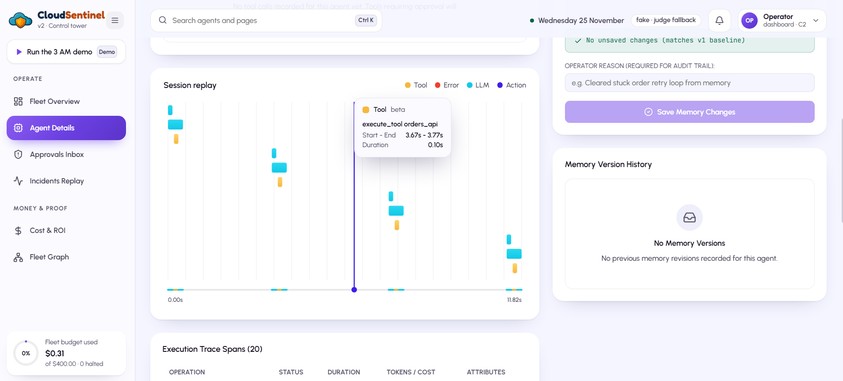 CloudSentinel
v2 · Control tower
Search agents and pages
Ctrl K
Wednesday 25 November
fake · judge fallback
OP
Operator
dashboard · C2
Run the 3 AM demo
Demo
OPERATE
Fleet Overview
Agent Details
Approvals Inbox
Incidents Replay
MONEY & PROOF
Cost & ROI
Fleet Graph
0%
Fleet budget used
$0.31
of $400.00 · 0 halted
Session replay
Tool
Error
LLM
Action
Tool beta
execute_tool orders_api
Start - End 3.67s - 3.77s
Duration 0.10s
0.00s
11.82s
Execution Trace Spans (20)
OPERATION
STATUS
DURATION
TOKENS / COST
ATTRIBUTES
No unsaved changes (matches v1 baseline)
OPERATOR REASON (REQUIRED FOR AUDIT TRAIL):
e.g. Cleared stuck order retry loop from memory
Save Memory Changes
Memory Version History
No Memory Versions
No previous memory revisions recorded for this agent.